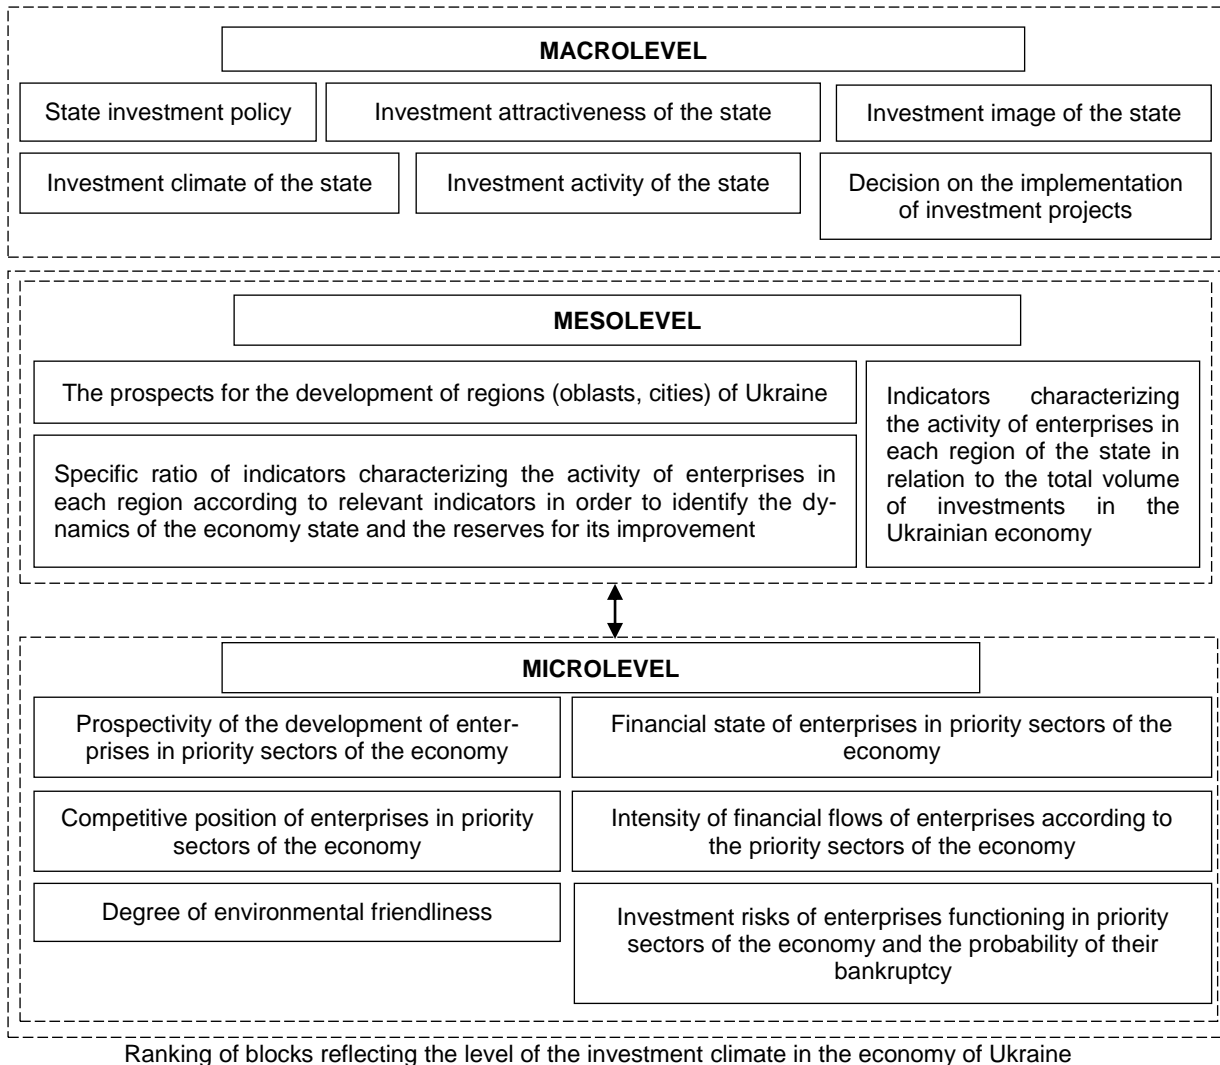 MACROLEVEL
State investment policy
Investment attractiveness of the state
Investment image of the state
Investment climate of the state
Investment activity of the state
Decision on the implementation
of investment projects
MESOLEVEL
The prospects for the development of regions (oblasts, cities) of Ukraine
Specific ratio of indicators characterizing the activity of enterprises in
each region according to relevant indicators in order to identify the dy-
namics of the economy state and the reserves for its improvement
Indicators characterizing
the activity of enterprises in
each region of the state in
relation to the total volume
of investments in the
Ukrainian economy
MICROLEVEL
Prospectivity of the development of enter-
prises in priority sectors of the economy
Financial state of enterprises in priority sectors of the
economy
Competitive position of enterprises in priority
sectors of the economy
Intensity of financial flows of enterprises according to
the priority sectors of the economy
Degree of environmental friendliness
Investment risks of enterprises functioning in priority
sectors of the economy and the probability of their
bankruptcy
Ranking of blocks reflecting the level of the investment climate in the economy of Ukraine